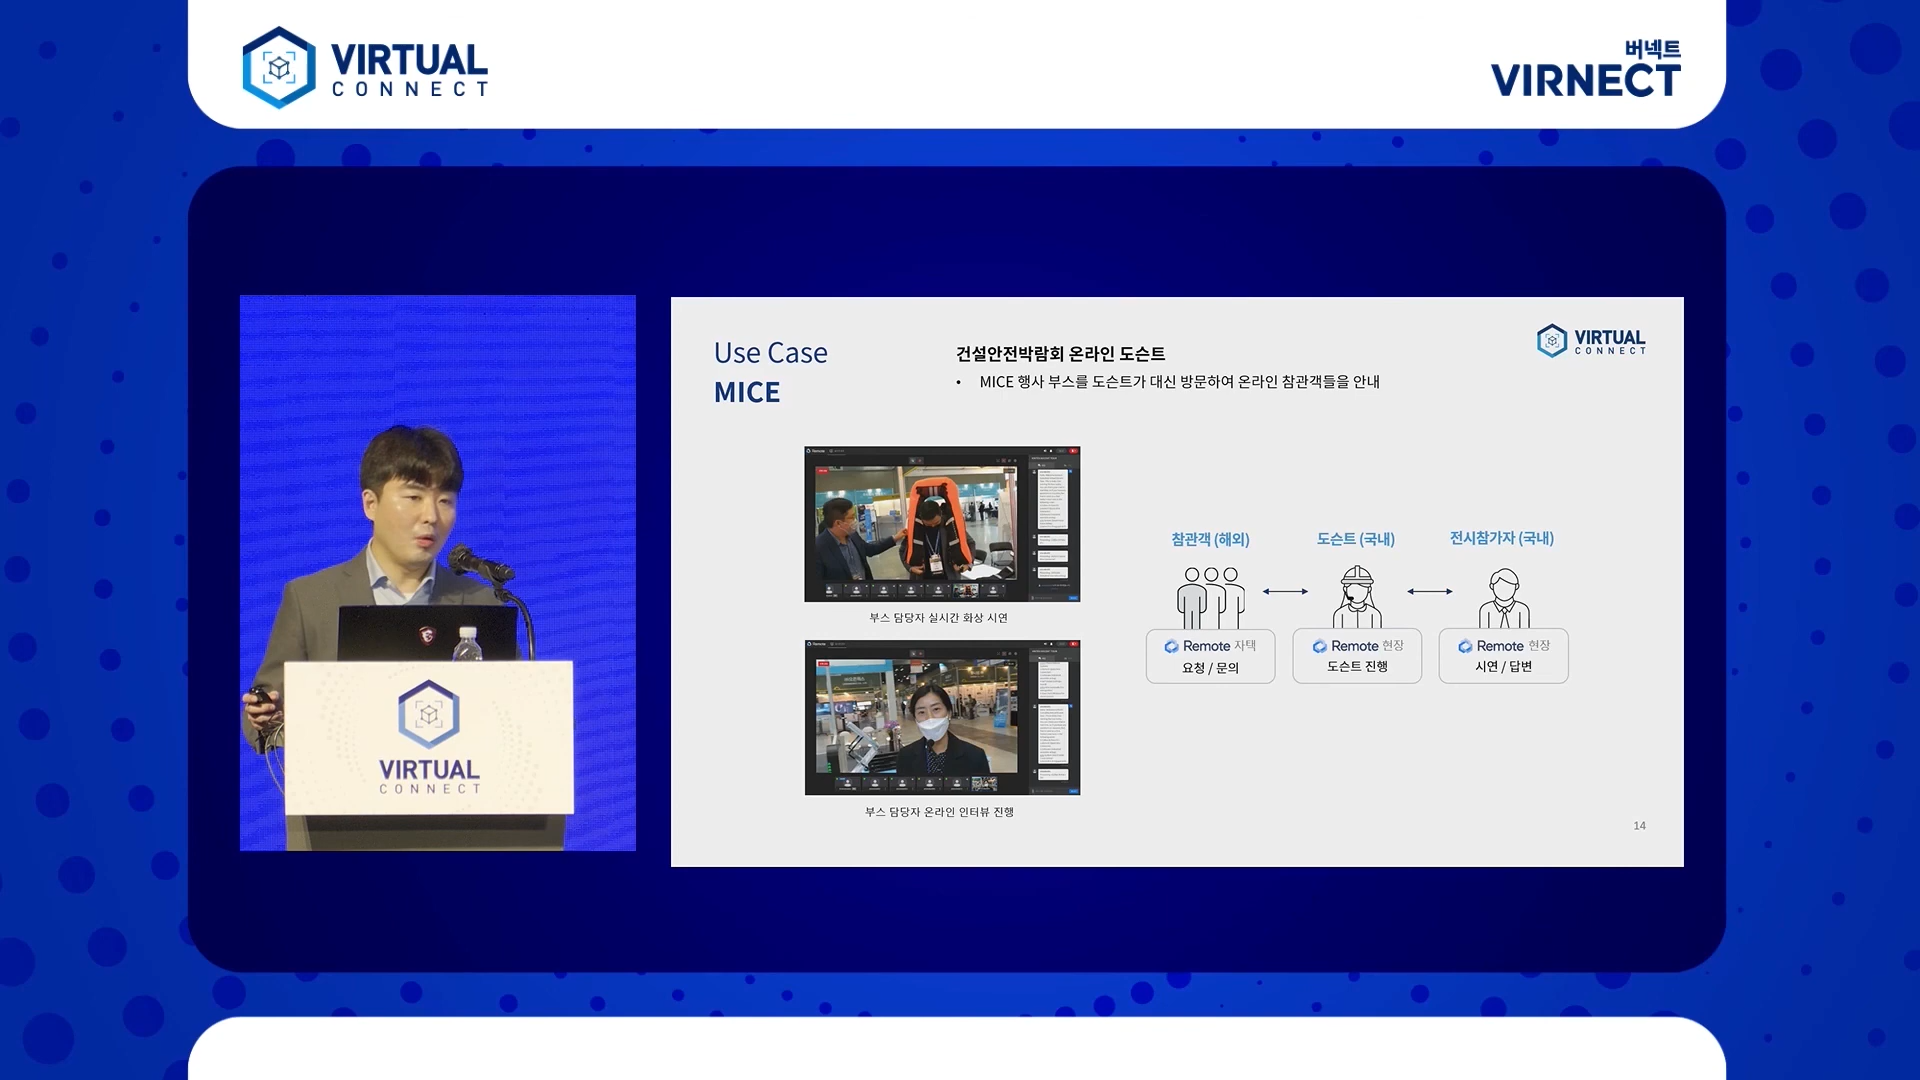 VIRTUAL
CONNECT
버넥트
VIRNECT
VIRTUAL
CONNECT
Use Case
MICE
건설안전박람회 온라인 도슨트
• MICE 행사 부스를 도슨트가 대신 방문하여 온라인 참관객들을 안내
VIRTUAL
CONNECT
Remote
부스 담당자 실시간 화상 시연
Remote
부스 담당자 온라인 인터뷰 진행
참관객 (해외)
Remote 자택
요청 / 문의
도슨트 (국내)
Remote 현장
도슨트 진행
전시참가자 (국내)
Remote 현장
시연 / 답변
14